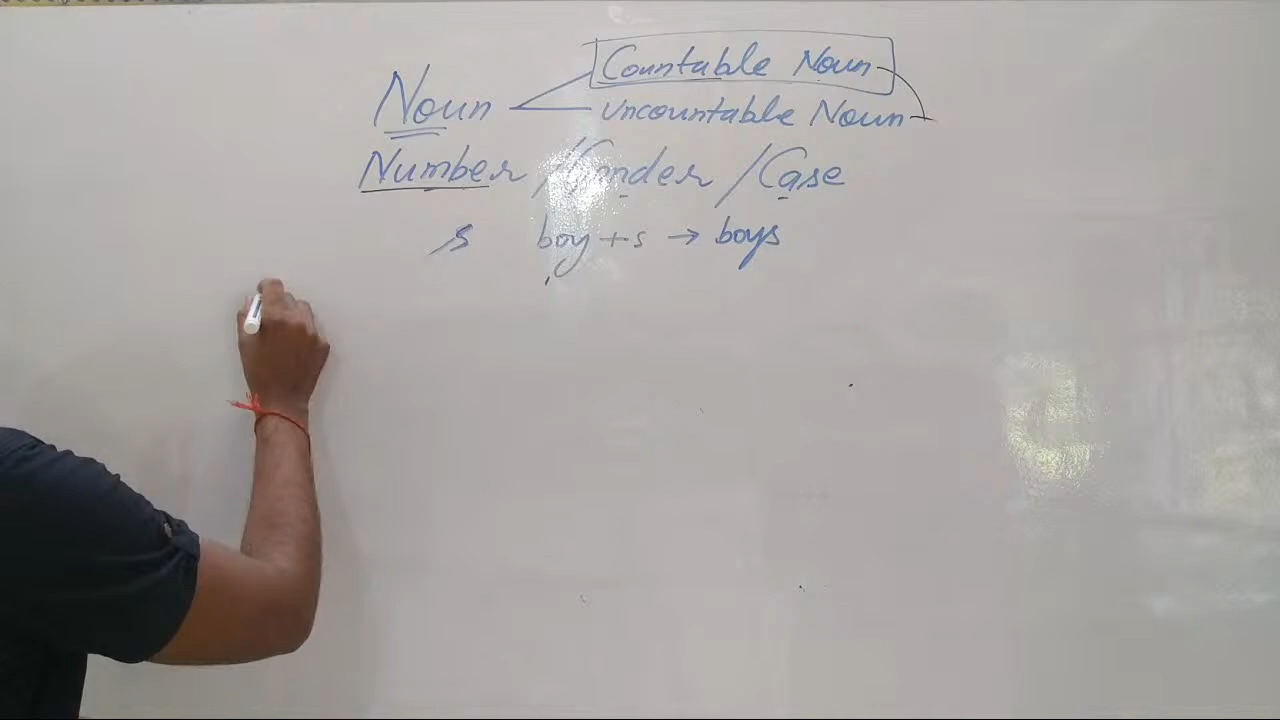 Countable Noun
Noun
Uncountable Noun
Number / Gender / Case
s boy + s → boys